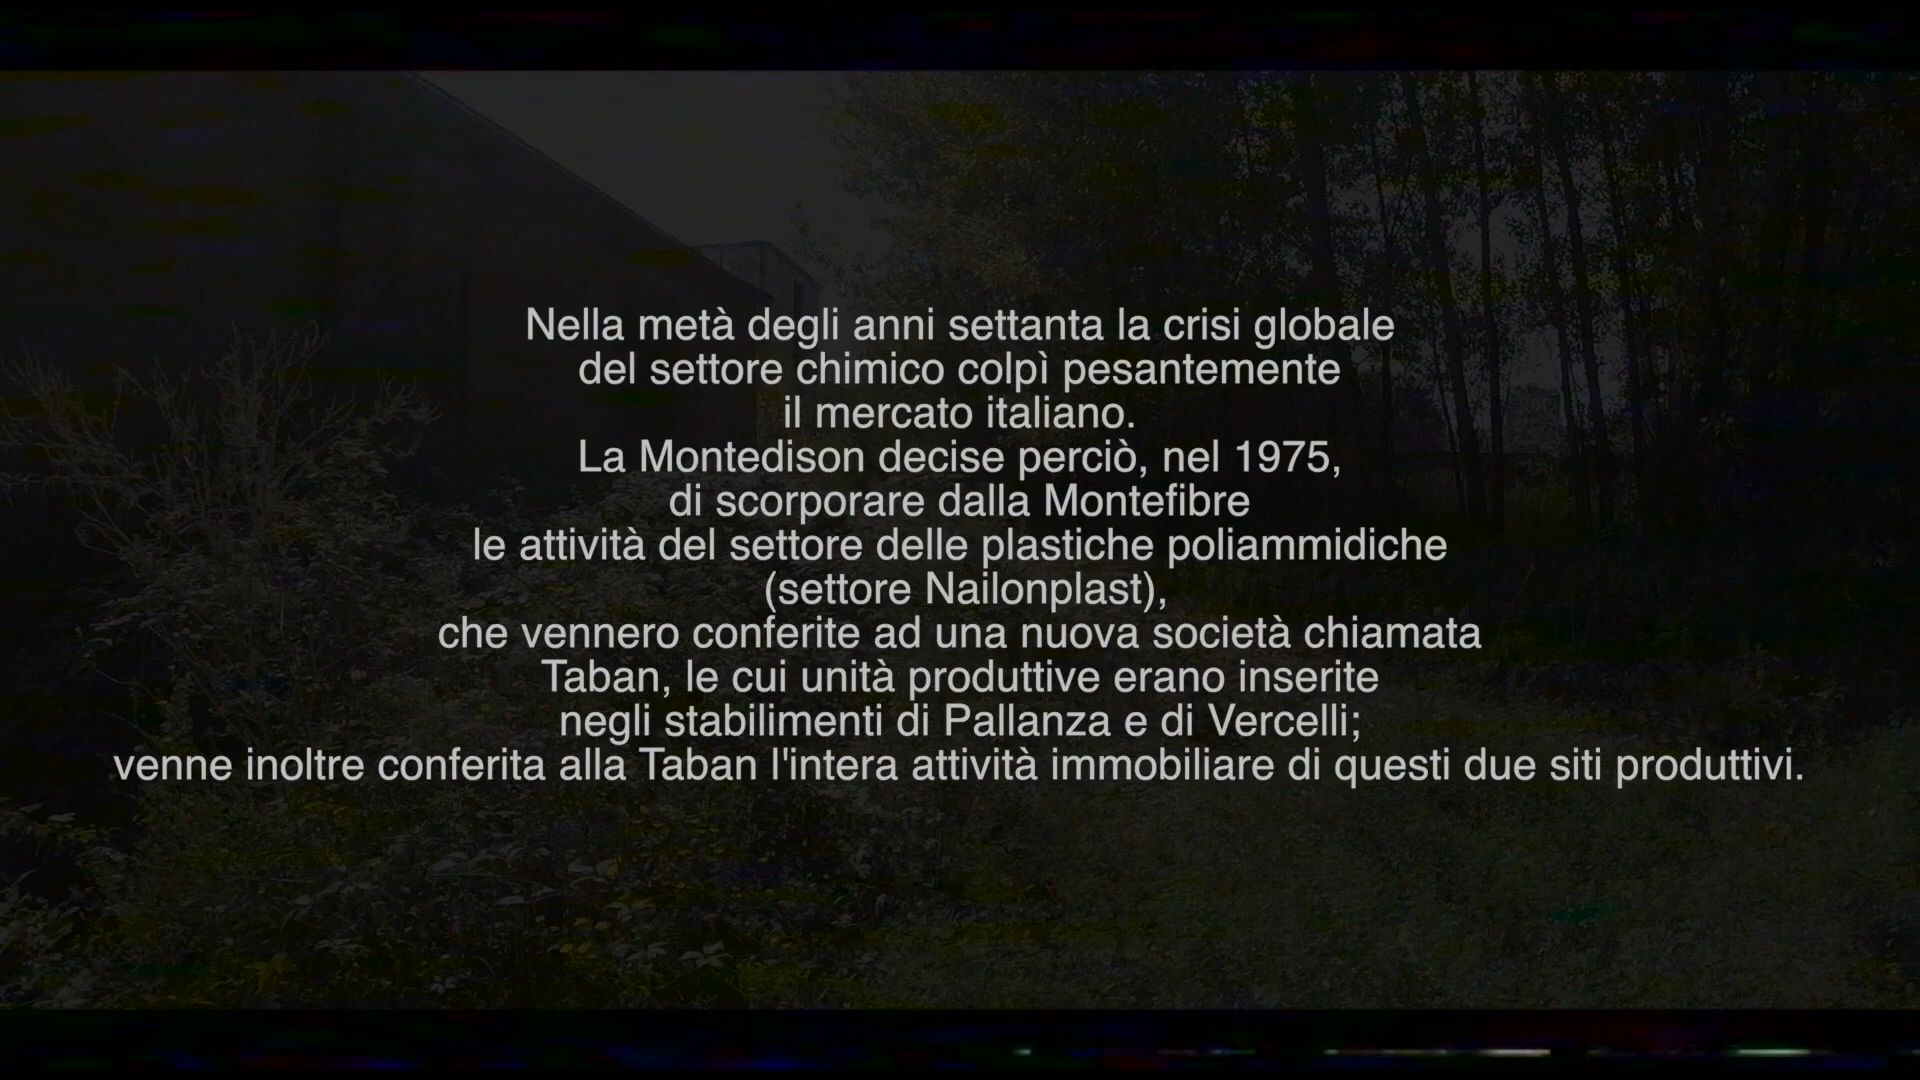 Nella metà degli anni settanta la crisi globale
del settore chimico colpì pesantemente
il mercato italiano.
La Montedison decise perciò, nel 1975,
di scorporare dalla Montefibre
le attività del settore delle plastiche poliammidiche
(settore Nailonplast),
che vennero conferite ad una nuova società chiamata
Taban, le cui unità produttive erano inserite
negli stabilimenti di Pallanza e di Vercelli;
venne inoltre conferita alla Taban l'intera attività immobiliare di questi due siti produttivi.